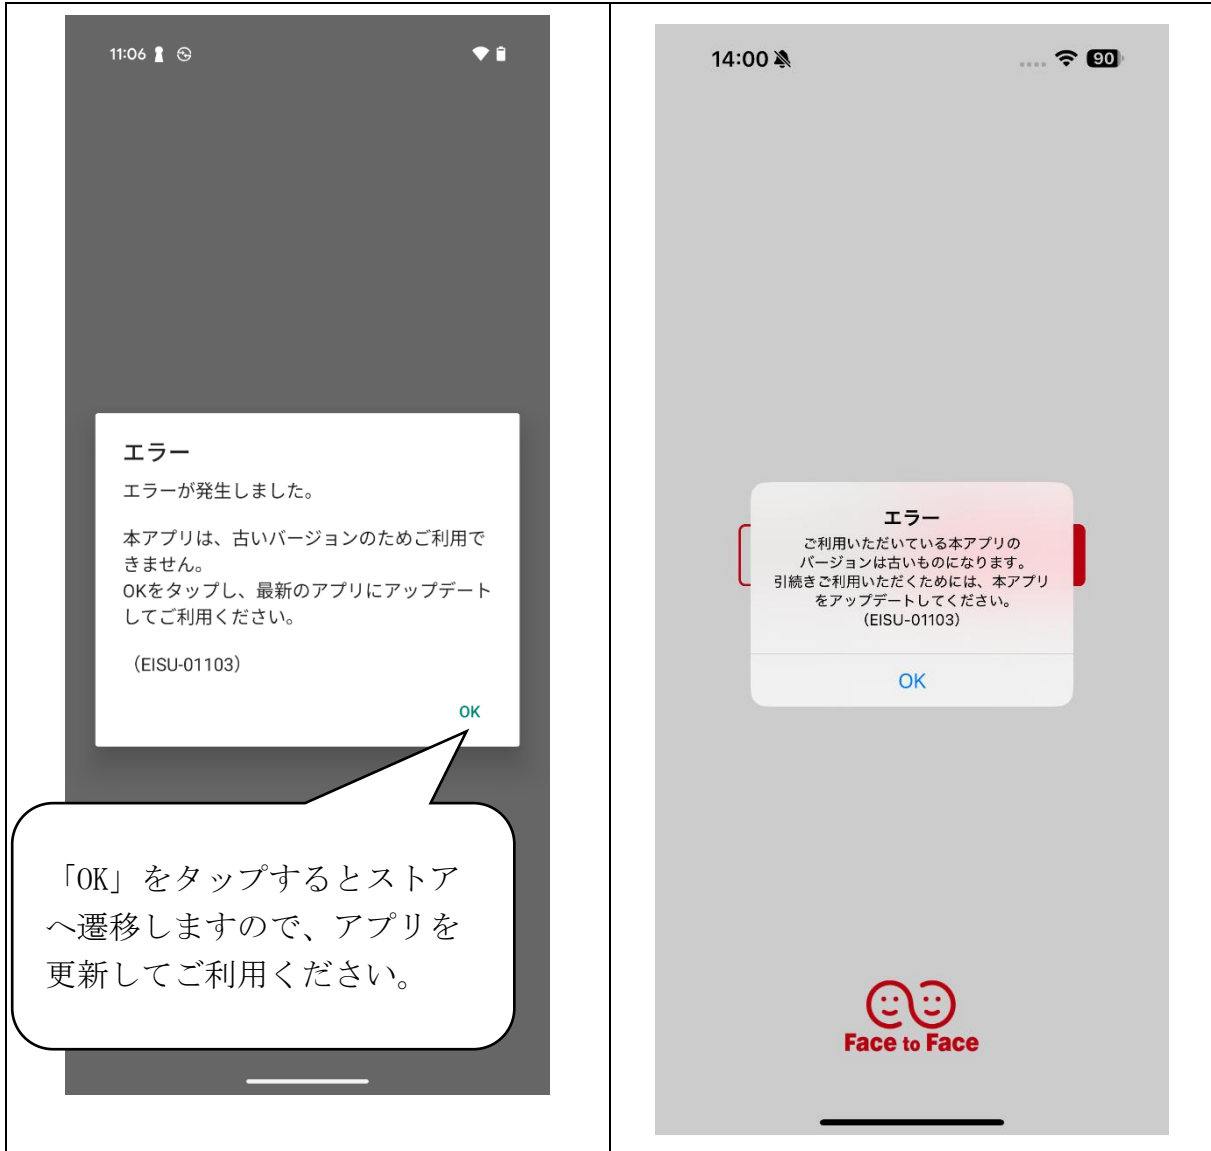 11:06
エラー
エラーが発生しました。
本アプリは、古いバージョンのためご利用で
きません。
OKをタップし、最新のアプリにアップデート
してご利用ください。
（EISU-01103）
OK
「OK」をタップするとストア
へ遷移しますので、アプリを
更新してご利用ください。
14:00
90
エラー
ご利用いただいている本アプリの
バージョンは古いものになります。
引続きご利用いただくためには、本アプリ
をアップデートしてください。
（EISU-01103）
OK
Face to Face